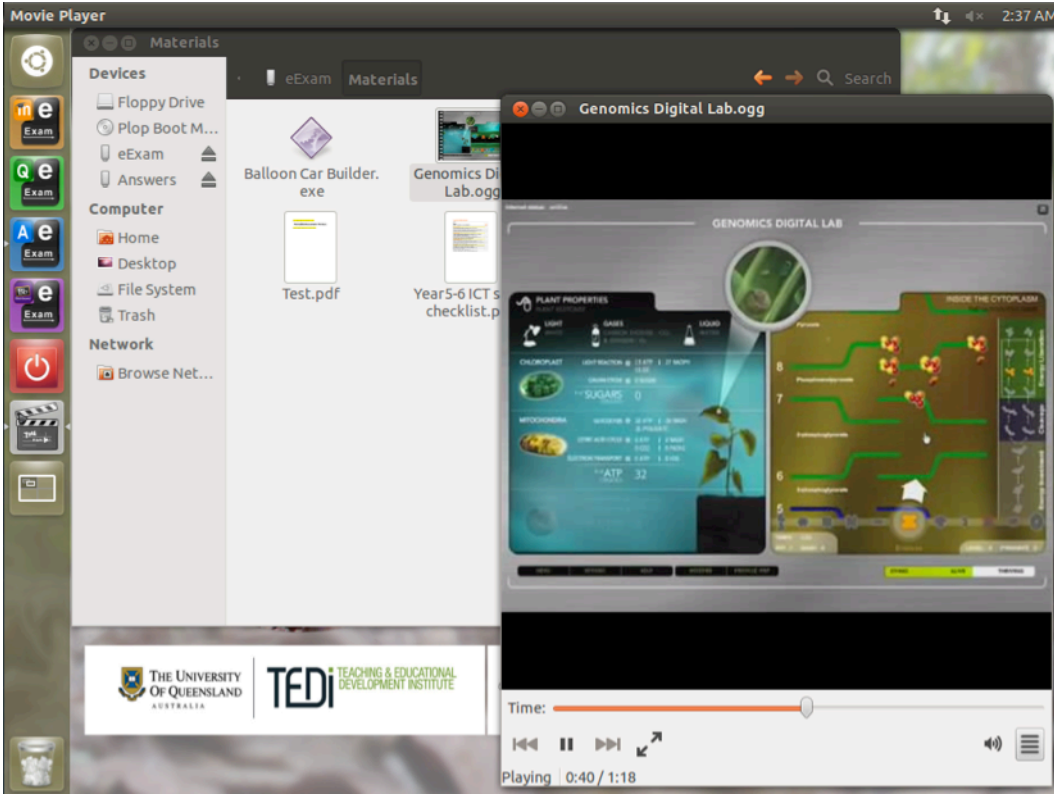 Movie Player
2:37 AM
Materials
Devices
Floppy Drive
Plop Boot M...
eExam
Answers
Computer
Home
Desktop
File System
Trash
Network
Browse Net...
eExam
Materials
Search
Balloon Car Builder.
exe
Genomics Di
Lab.ogg
Test.pdf
Year5-6 ICT s
checklist.p
m e
Exam
Q e
Exam
A e
Exam
e
Exam
Genomics Digital Lab.ogg
GENOMICS DIGITAL LAB
PLANT PROPERTIES
LIGHT
GASES
LIQUID
CHLOROPLAST
SUGARS 0
MITOCHONDRIA
ATP 32
INSIDE THE CYTOPLASM
8
7
6
5
THE UNIVERSITY
OF QUEENSLAND
AUSTRALIA
TEDi
TEACHING & EDUCATIONAL
DEVELOPMENT INSTITUTE
Time:
Playing 0:40 / 1:18